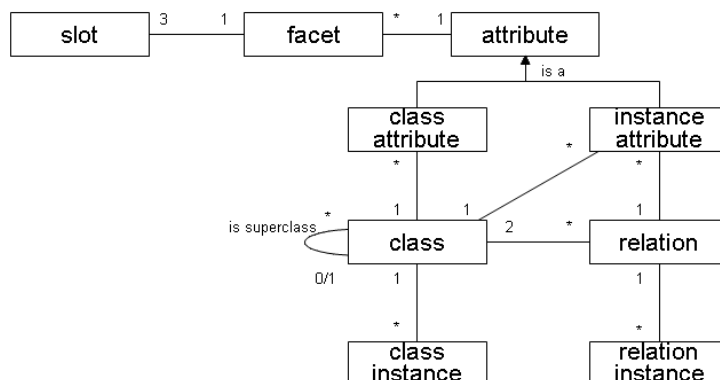 3 1 * 1
slot facet attribute
is a
class instance
attribute attribute
*
* *
* 1 1 1
is superclass 2 *
class relation
0/1 1 1
* *
class relation
instance instance